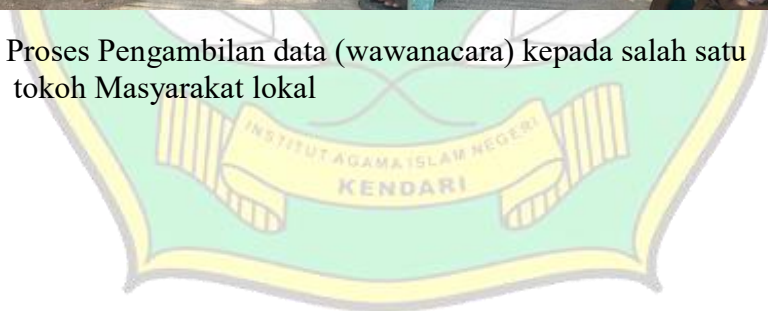 Proses Pengambilan data (wawanacara) kepada salah satu
tokoh Masyarakat lokal
INSTITUT AGAMA ISLAM NEGERI
KENDARI